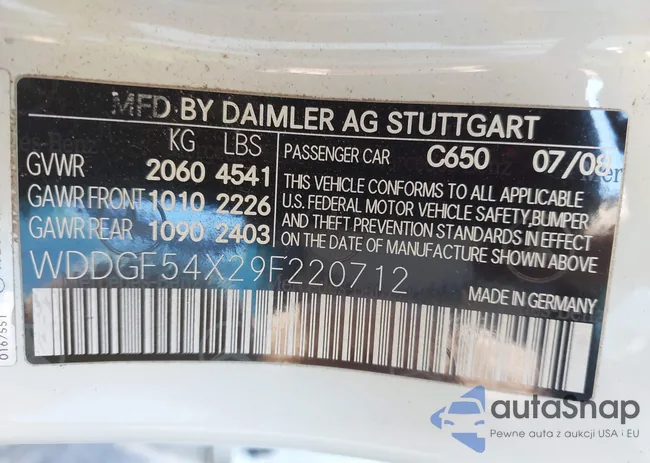 MFD BY DAIMLER AG STUTTGART
KG LBS
GVWR 2060 4541
GAWR FRONT 1010 2226
GAWR REAR 1090 2403
PASSENGER CAR C650 07/08
THIS VEHICLE CONFORMS TO ALL APPLICABLE
U.S. FEDERAL MOTOR VEHICLE SAFETY,BUMPER
AND THEFT PREVENTION STANDARDS IN EFFECT
ON THE DATE OF MANUFACTURE SHOWN ABOVE
WDDGF54X29F220712
MADE IN GERMANY
0167551
autaSnap
Pewne auta z aukcji USA i EU